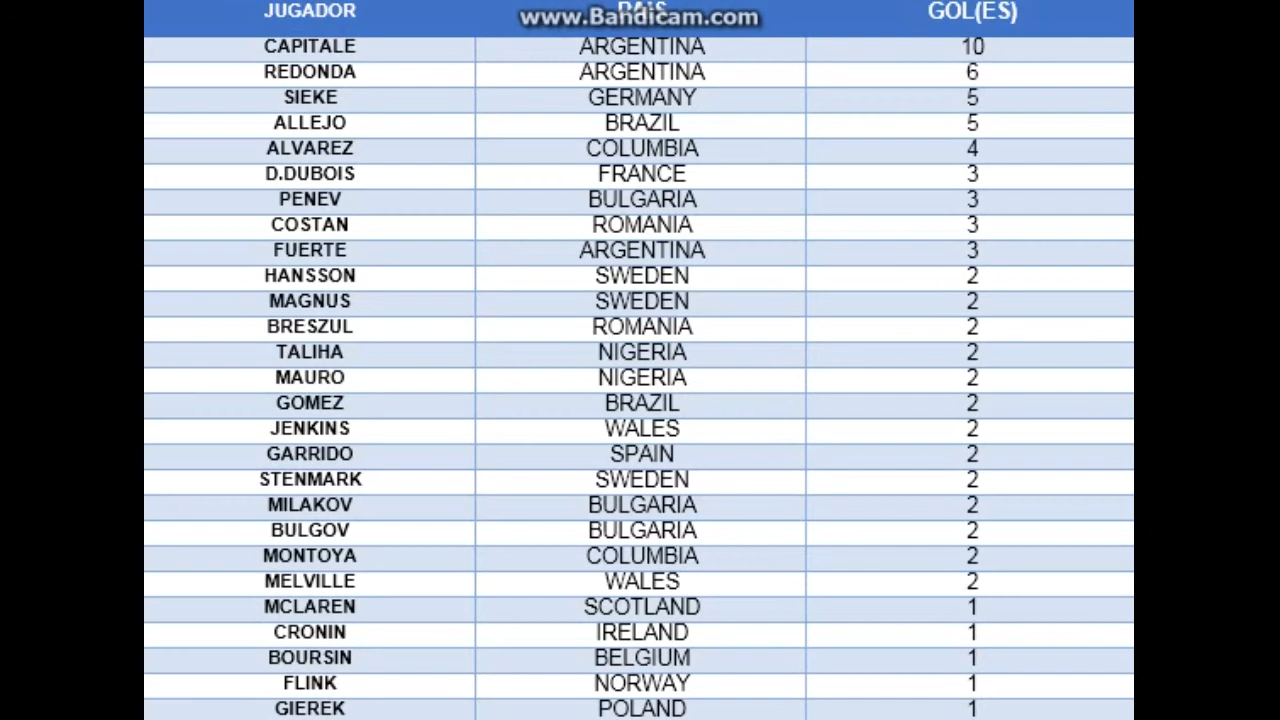 JUGADOR PAIS GOL(ES)
www.Bandicam.com
CAPITALE ARGENTINA 10
REDONDA ARGENTINA 6
SIEKE GERMANY 5
ALLEJO BRAZIL 5
ALVAREZ COLUMBIA 4
D.DUBOIS FRANCE 3
PENEV BULGARIA 3
COSTAN ROMANIA 3
FUERTE ARGENTINA 3
HANSSON SWEDEN 2
MAGNUS SWEDEN 2
BRESZUL ROMANIA 2
TALIHA NIGERIA 2
MAURO NIGERIA 2
GOMEZ BRAZIL 2
JENKINS WALES 2
GARRIDO SPAIN 2
STENMARK SWEDEN 2
MILAKOV BULGARIA 2
BULGOV BULGARIA 2
MONTOYA COLUMBIA 2
MELVILLE WALES 2
MCLAREN SCOTLAND 1
CRONIN IRELAND 1
BOURSIN BELGIUM 1
FLINK NORWAY 1
GIEREK POLAND 1